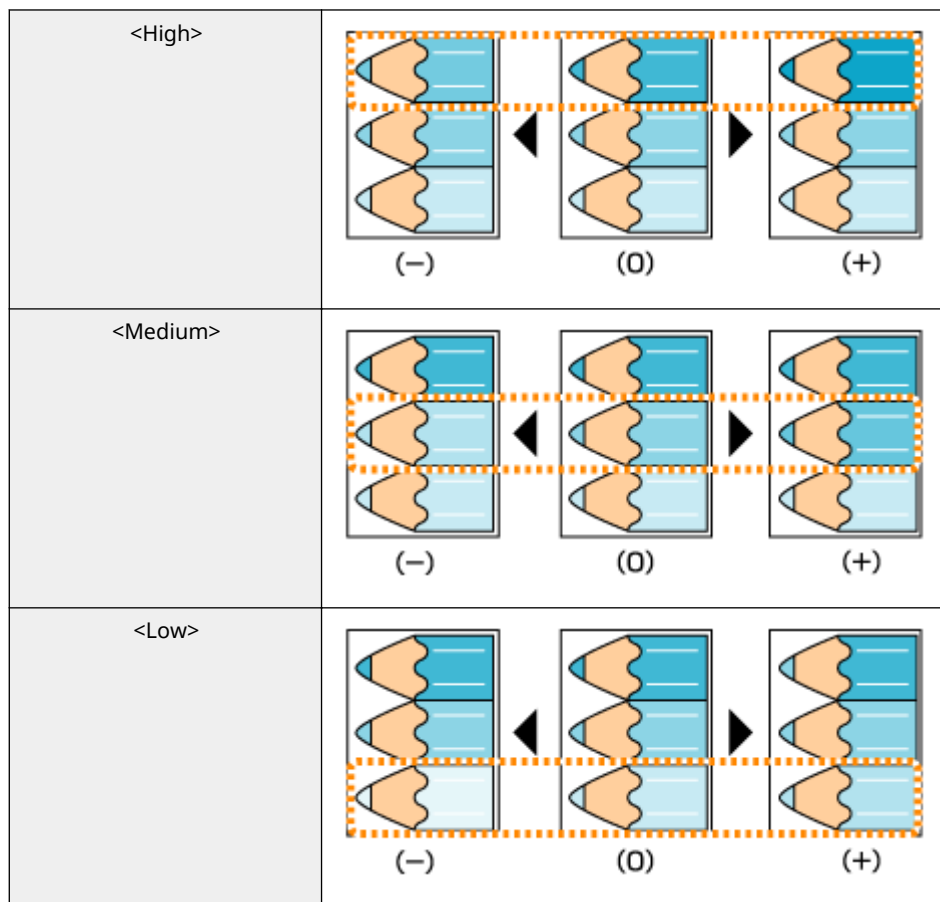 <High>
(−) (0) (+)
<Medium>
(−) (0) (+)
<Low>
(−) (0) (+)